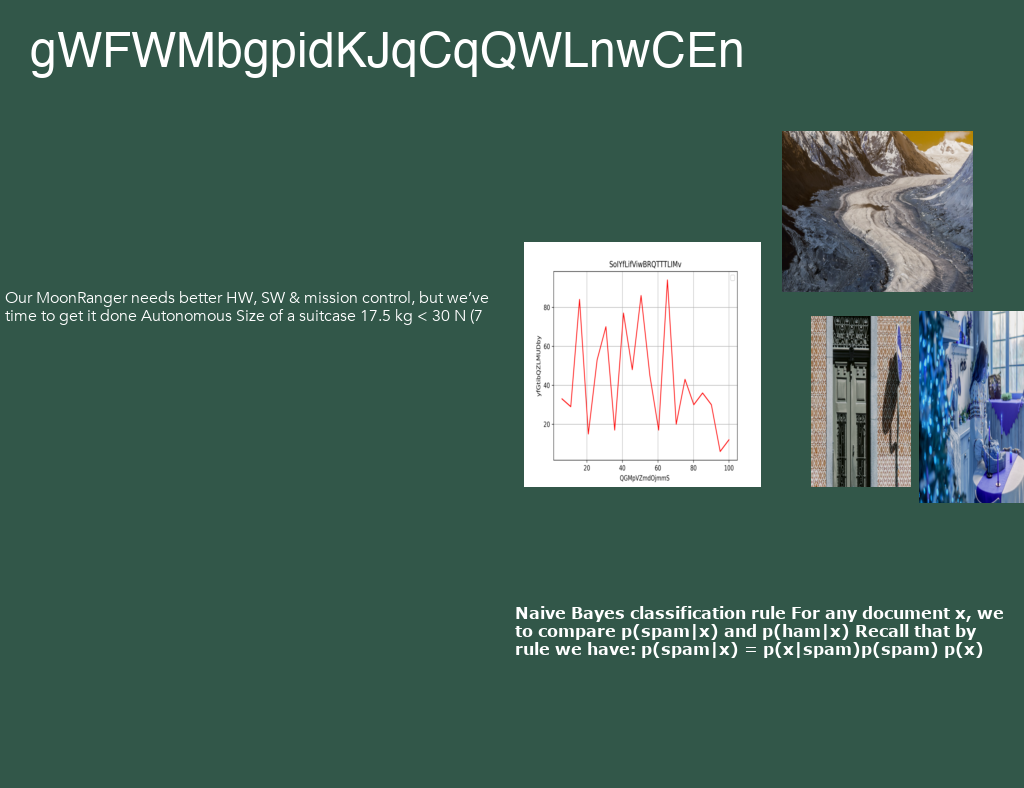 gWFWMbgpidKJqCqQWLnwCEn
Our MoonRanger needs better HW, SW & mission control, but we’ve
time to get it done Autonomous Size of a suitcase 17.5 kg < 30 N (7
SolYfLifViwBRQTTTLIMv
80
60
40
20
20 40 60 80 100
QGMpVZmdOjmmS
Naive Bayes classification rule For any document x, we
to compare p(spam|x) and p(ham|x) Recall that by
rule we have: p(spam|x) = p(x|spam)p(spam) p(x)